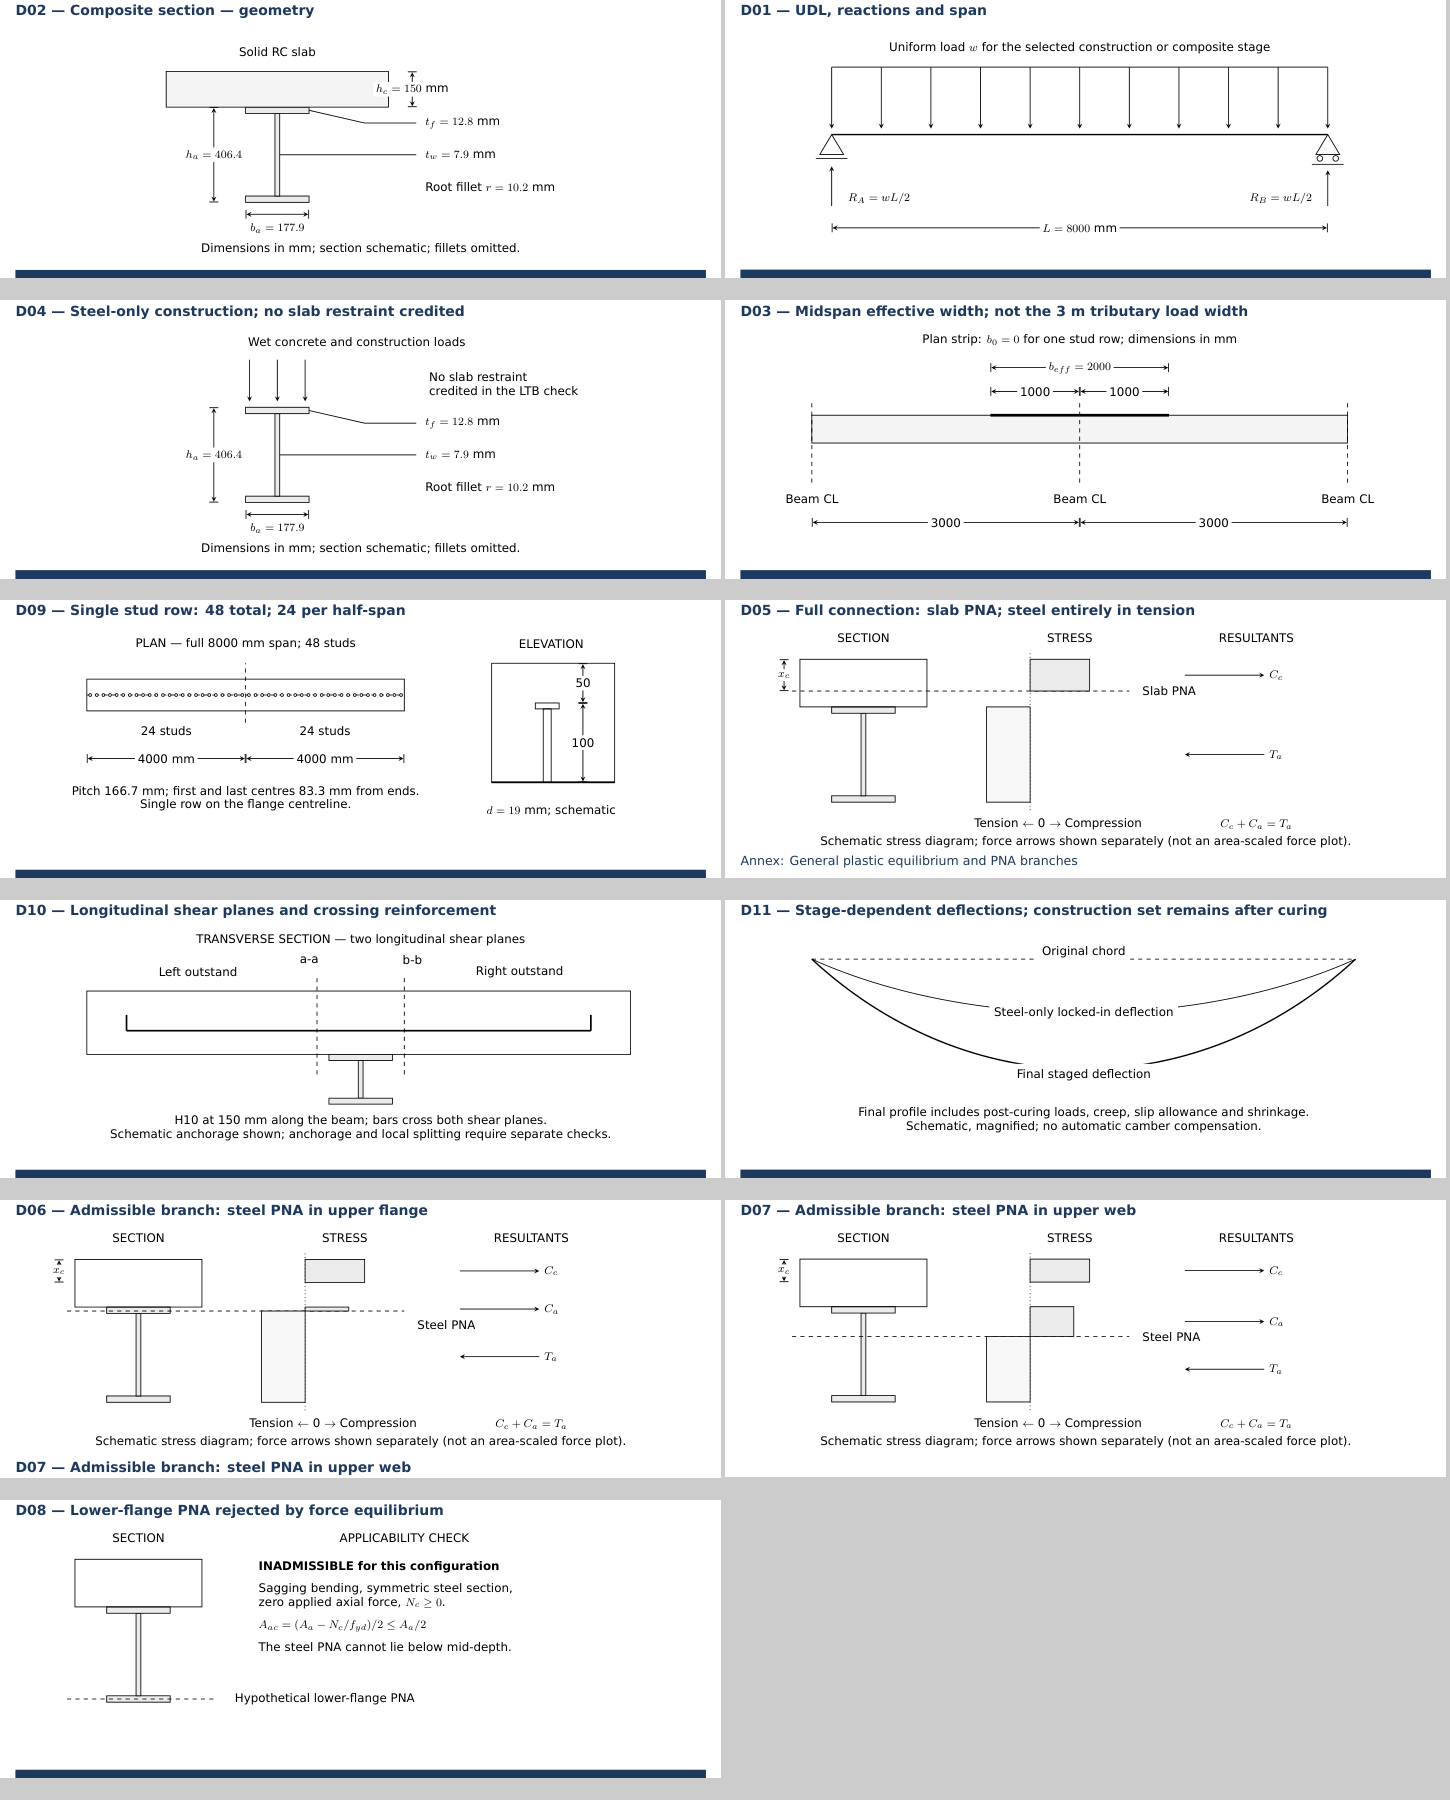 D02 — Composite section — geometry
Solid RC slab
h_c = 150 mm
t_f = 12.8 mm
h_a = 406.4
t_w = 7.9 mm
Root fillet r = 10.2 mm
b_a = 177.9
Dimensions in mm; section schematic; fillets omitted.
D01 — UDL, reactions and span
Uniform load w for the selected construction or composite stage
R_A = wL/2
R_B = wL/2
L = 8000 mm
D04 — Steel-only construction; no slab restraint credited
Wet concrete and construction loads
No slab restraint
credited in the LTB check
t_f = 12.8 mm
h_a = 406.4
t_w = 7.9 mm
Root fillet r = 10.2 mm
b_a = 177.9
Dimensions in mm; section schematic; fillets omitted.
D03 — Midspan effective width; not the 3 m tributary load width
Plan strip: b_0 = 0 for one stud row; dimensions in mm
b_eff = 2000
1000 1000
Beam CL Beam CL Beam CL
3000 3000
D09 — Single stud row: 48 total; 24 per half-span
PLAN — full 8000 mm span; 48 studs
24 studs 24 studs
4000 mm 4000 mm
Pitch 166.7 mm; first and last centres 83.3 mm from ends.
Single row on the flange centreline.
ELEVATION
50
100
d = 19 mm; schematic
D05 — Full connection: slab PNA; steel entirely in tension
SECTION STRESS RESULTANTS
x_c
C_c
Slab PNA
T_a
Tension ← 0 → Compression
C_c + C_a = T_a
Schematic stress diagram; force arrows shown separately (not an area-scaled force plot).
Annex: General plastic equilibrium and PNA branches
D10 — Longitudinal shear planes and crossing reinforcement
TRANSVERSE SECTION — two longitudinal shear planes
a-a b-b
Left outstand Right outstand
H10 at 150 mm along the beam; bars cross both shear planes.
Schematic anchorage shown; anchorage and local splitting require separate checks.
D11 — Stage-dependent deflections; construction set remains after curing
Original chord
Steel-only locked-in deflection
Final staged deflection
Final profile includes post-curing loads, creep, slip allowance and shrinkage.
Schematic, magnified; no automatic camber compensation.
D06 — Admissible branch: steel PNA in upper flange
SECTION STRESS RESULTANTS
x_c
C_c
C_a
Steel PNA
T_a
Tension ← 0 → Compression
C_c + C_a = T_a
Schematic stress diagram; force arrows shown separately (not an area-scaled force plot).
D07 — Admissible branch: steel PNA in upper web
D07 — Admissible branch: steel PNA in upper web
SECTION STRESS RESULTANTS
x_c
C_c
C_a
Steel PNA
T_a
Tension ← 0 → Compression
C_c + C_a = T_a
Schematic stress diagram; force arrows shown separately (not an area-scaled force plot).
D08 — Lower-flange PNA rejected by force equilibrium
SECTION APPLICABILITY CHECK
INADMISSIBLE for this configuration
Sagging bending, symmetric steel section,
zero applied axial force, N_c ≥ 0.
A_ac = (A_a − N_c/f_yd)/2 ≤ A_a/2
The steel PNA cannot lie below mid-depth.
Hypothetical lower-flange PNA